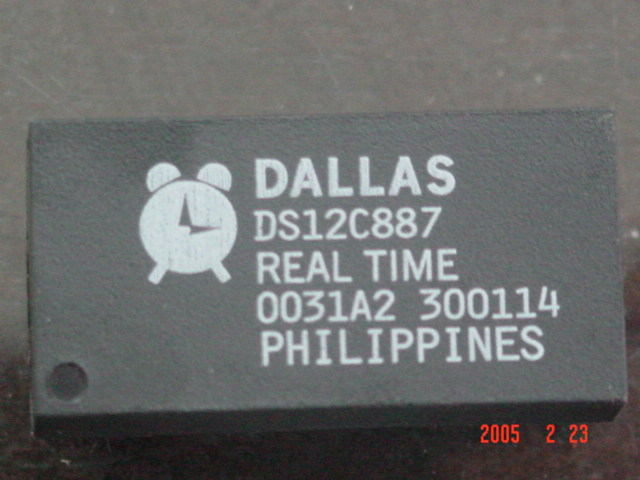 DALLAS
DS12C887
REAL TIME
0031A2 300114
PHILIPPINES
2005 2 23